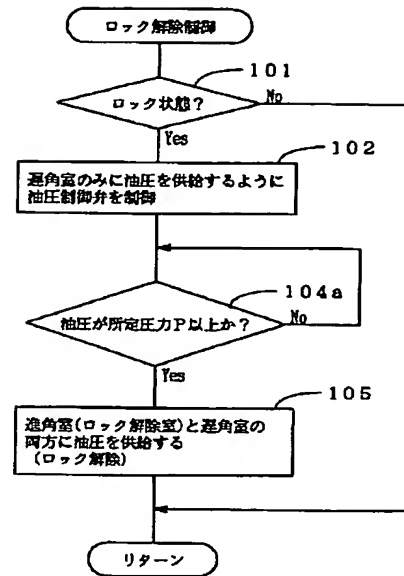 ロック解除制御
101
ロック状態?
No
Yes
102
遅角室のみに油圧を供給するように
油圧制御弁を制御
104a
油圧が所定圧力P以上か?
No
Yes
105
進角室(ロック解除室)と遅角室の
両方に油圧を供給する
(ロック解除)
リターン